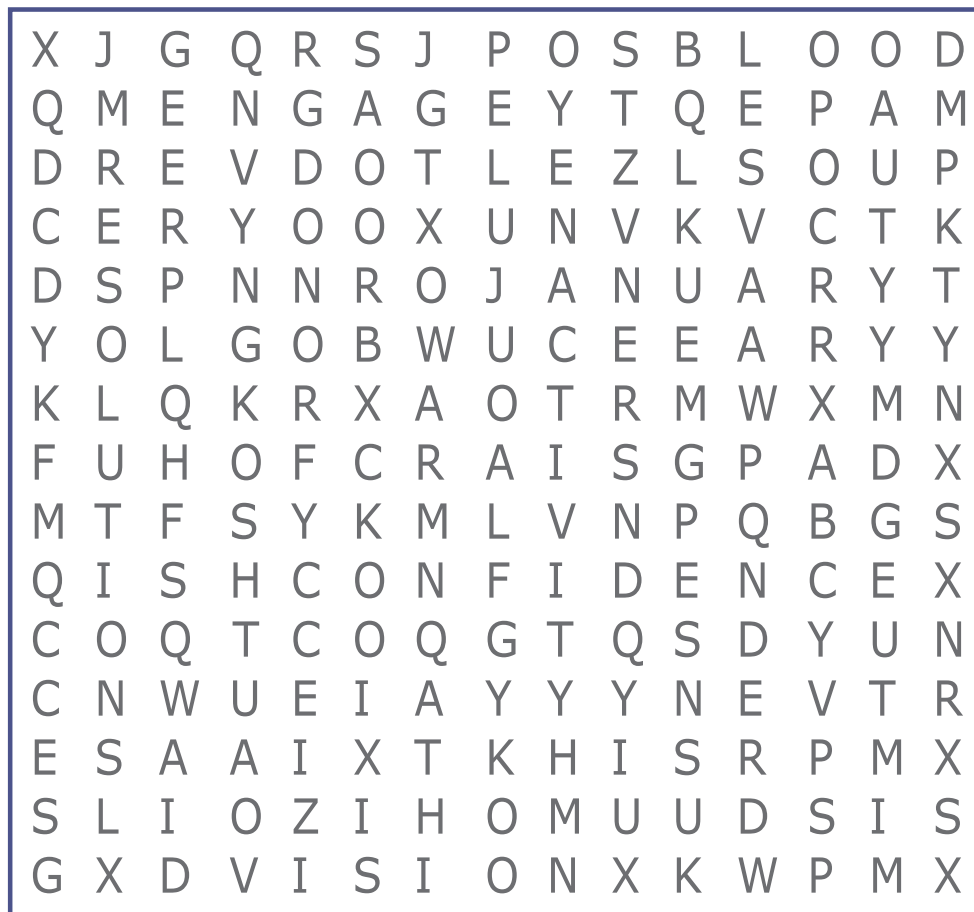 X J G Q R S J P O S B L O O D
Q M E N G A G E Y T Q E P A M
D R E V D O T L E Z L S O U P
C E R Y O O X U N V K V C T K
D S P N N R O J A N U A R Y T
Y O L G O B W U C E E A R Y Y
K L Q K R X A O T R M W X M N
F U H O F C R A I S G P A D X
M T F S Y K M L V N P Q B G S
Q I S H C O N F I D E N C E X
C O Q T C O Q G T Q S D Y U N
C N W U E I A Y Y Y N E V T R
E S A A I X T K H I S R P M X
S L I O Z I H O M U U D S I S
G X D V I S I O N X K W P M X